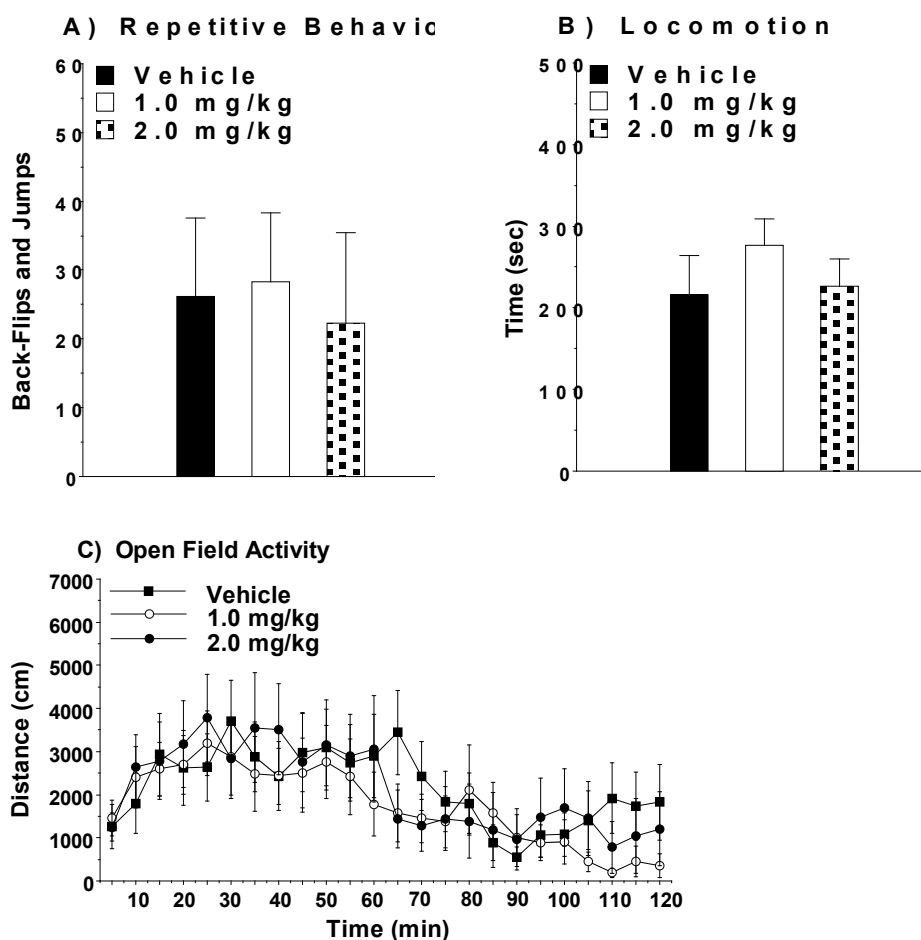 A) Repetitive Behavio
60
50
40
30
20
10
0
Back-Flips and Jumps
Vehicle
1.0 mg/kg
2.0 mg/kg
B) Locomotion
500
400
300
200
100
0
Time (sec)
Vehicle
1.0 mg/kg
2.0 mg/kg
C) Open Field Activity
7000
6000
5000
4000
3000
2000
1000
0
Distance (cm)
Vehicle
1.0 mg/kg
2.0 mg/kg
10 20 30 40 50 60 70 80 90 100 110 120
Time (min)